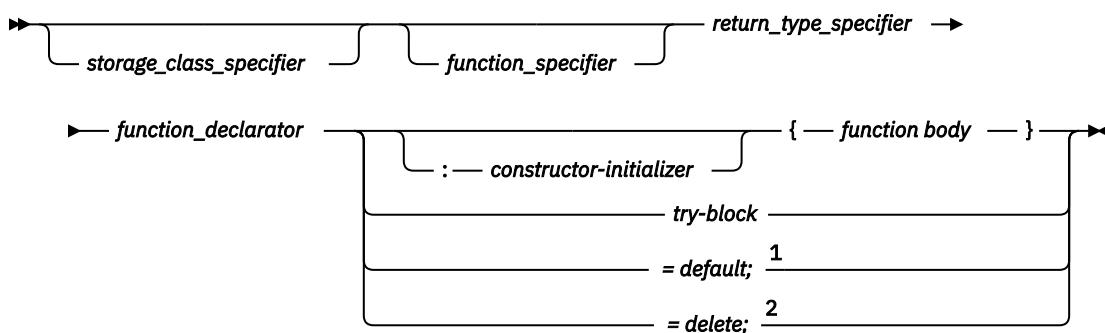 return_type_specifier
storage_class_specifier function_specifier
function_declarator { function body }
: constructor-initializer
try-block
= default; 1
= delete; 2